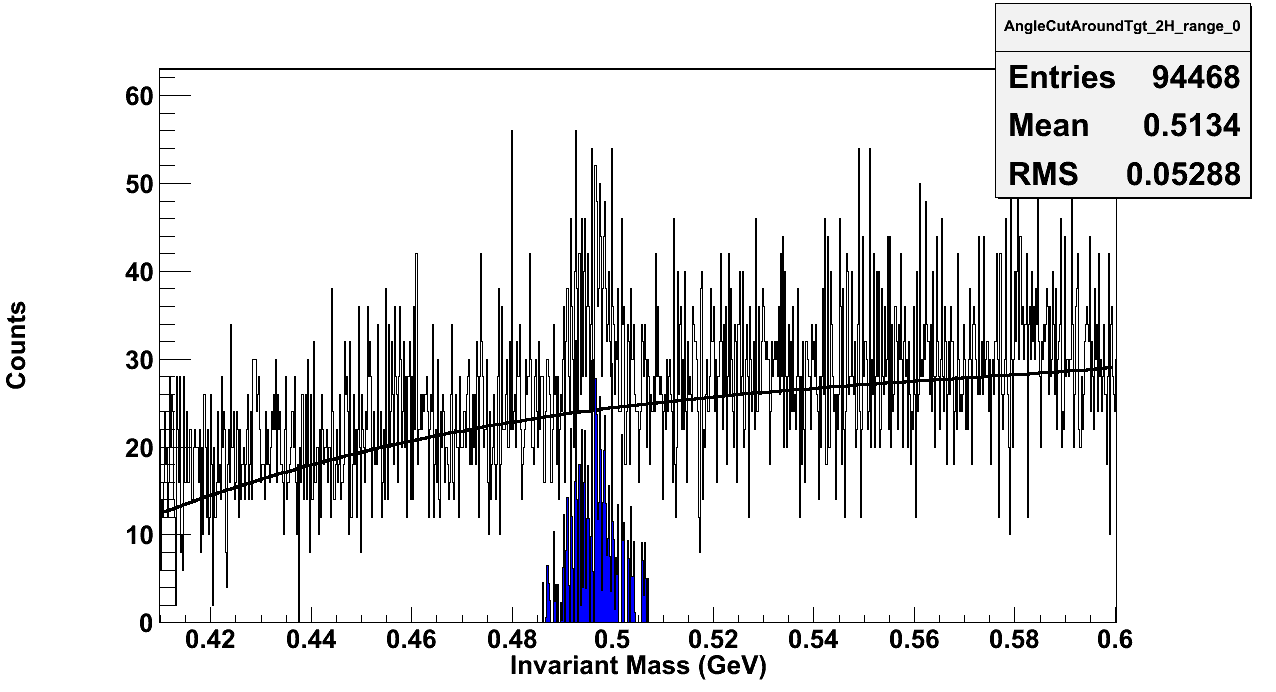 AngleCutAroundTgt_2H_range_0
Entries 94468
Mean 0.5134
RMS 0.05288
Counts
60
50
40
30
20
10
0
0.42 0.44 0.46 0.48 0.5 0.52 0.54 0.56 0.58 0.6
Invariant Mass (GeV)